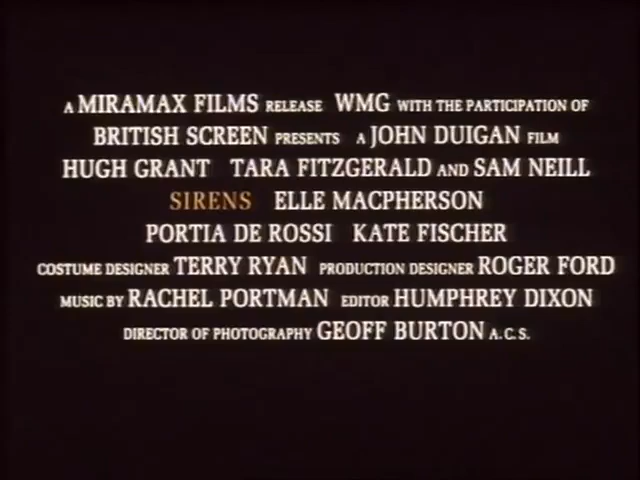 A MIRAMAX FILMS RELEASE WMG WITH THE PARTICIPATION OF
BRITISH SCREEN PRESENTS A JOHN DUIGAN FILM
HUGH GRANT TARA FITZGERALD AND SAM NEILL
SIRENS ELLE MACPHERSON
PORTIA DE ROSSI KATE FISCHER
COSTUME DESIGNER TERRY RYAN PRODUCTION DESIGNER ROGER FORD
MUSIC BY RACHEL PORTMAN EDITOR HUMPHREY DIXON
DIRECTOR OF PHOTOGRAPHY GEOFF BURTON A.C.S.